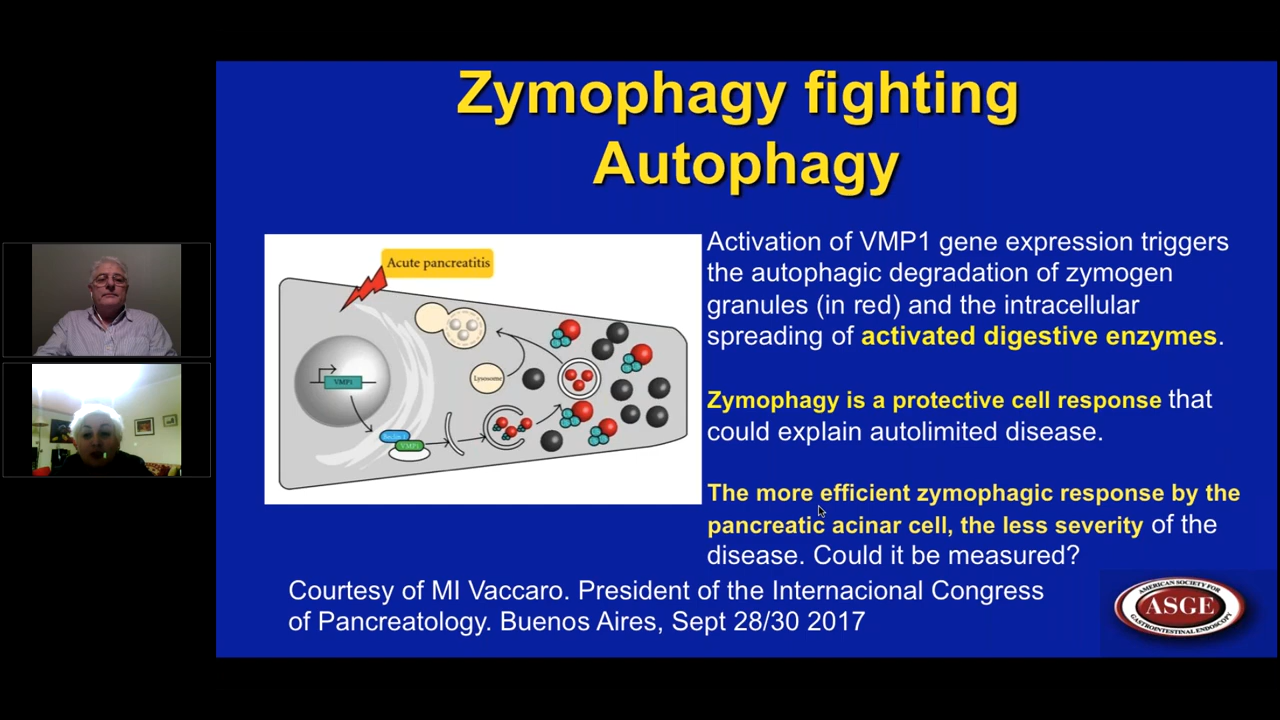 Zymophagy fighting
Autophagy
Acute pancreatitis
VMP1
Lysosome
VMP1
Activation of VMP1 gene expression triggers
the autophagic degradation of zymogen
granules (in red) and the intracellular
spreading of activated digestive enzymes.
Zymophagy is a protective cell response that
could explain autolimited disease.
The more efficient zymophagic response by the
pancreatic acinar cell, the less severity of the
disease. Could it be measured?
Courtesy of MI Vaccaro. President of the Internacional Congress
of Pancreatology. Buenos Aires, Sept 28/30 2017
AMERICAN SOCIETY FOR
ASGE
GASTROINTESTINAL ENDOSCOPY